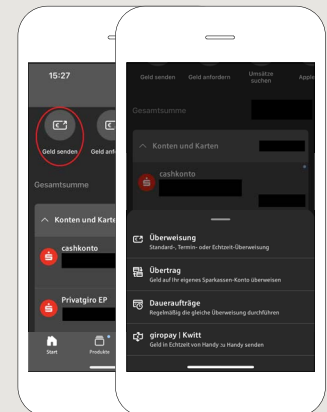 15:27
Geld senden
Geld anf
Gesamtsumme
Konten und Karte
cashkonto
Privatgiro EP
Start
Produkte
Geld senden
Geld anfordern
Umsätze
suchen
Apple
Gesamtsumme
Konten und Karten
cashkonto
Überweisung
Standard-, Termin- oder Echtzeit-Überweisung
Übertrag
Geld auf Ihr eigenes Sparkassen-Konto überweisen
Daueraufträge
Regelmäßig die gleiche Überweisung durchführen
giropay | Kwitt
Geld in Echtzeit von Handy zu Handy senden